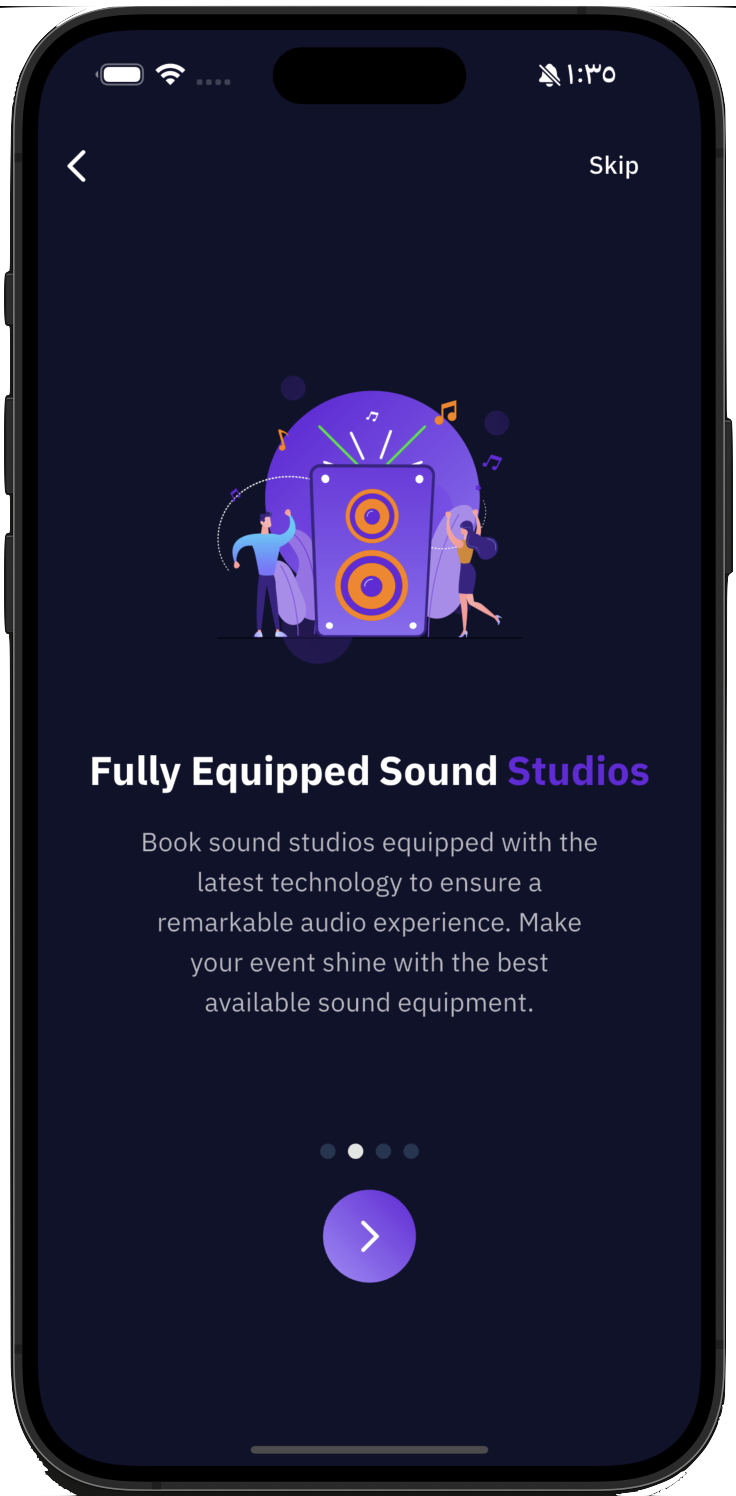 ١:٣٥
Skip
Fully Equipped Sound Studios
Book sound studios equipped with the
latest technology to ensure a
remarkable audio experience. Make
your event shine with the best
available sound equipment.